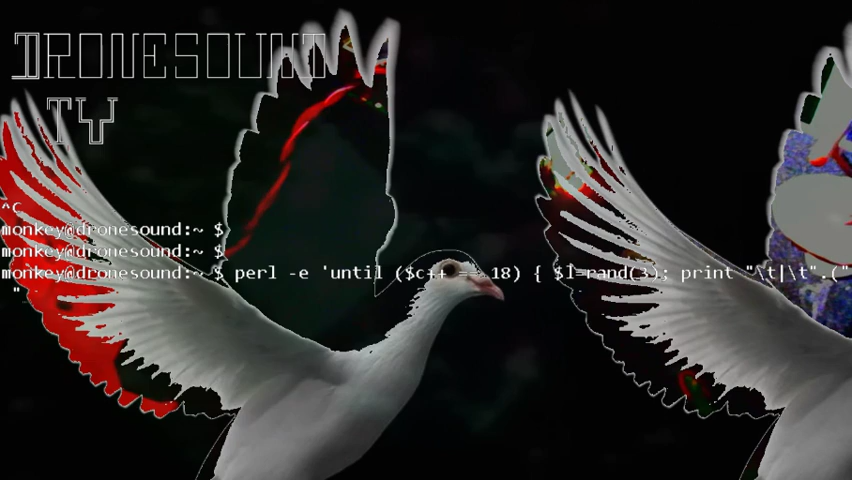 DRONESOUND
TV
^C
monkey@dronesound:~ $
monkey@dronesound:~ $
monkey@dronesound:~ $ perl -e 'until ($c++ == 18) { $l=rand(3); print "\t|\t".("
"